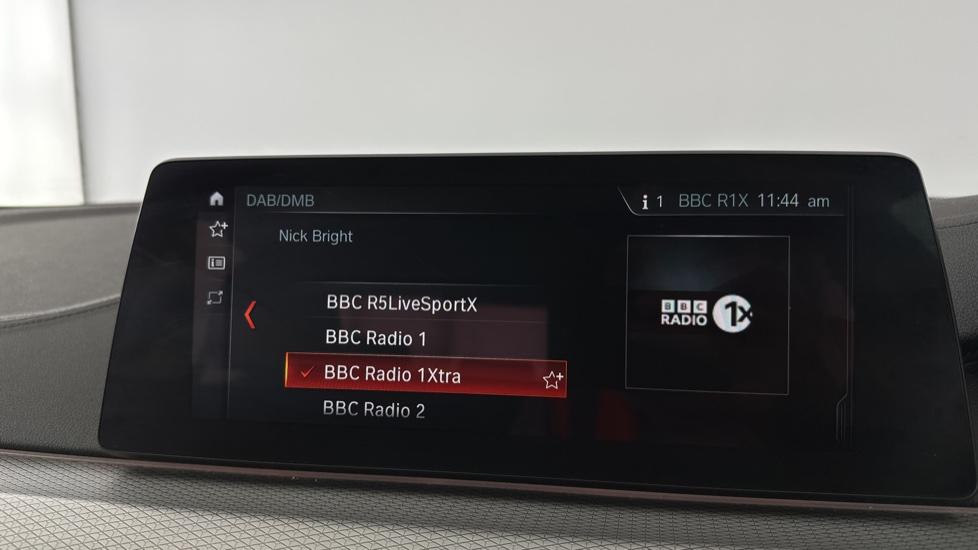 DAB/DMB
i 1 BBC R1X 11:44 am
Nick Bright
BBC R5LiveSportX
BBC Radio 1
BBC Radio 1Xtra
BBC Radio 2
BBC
RADIO 1X